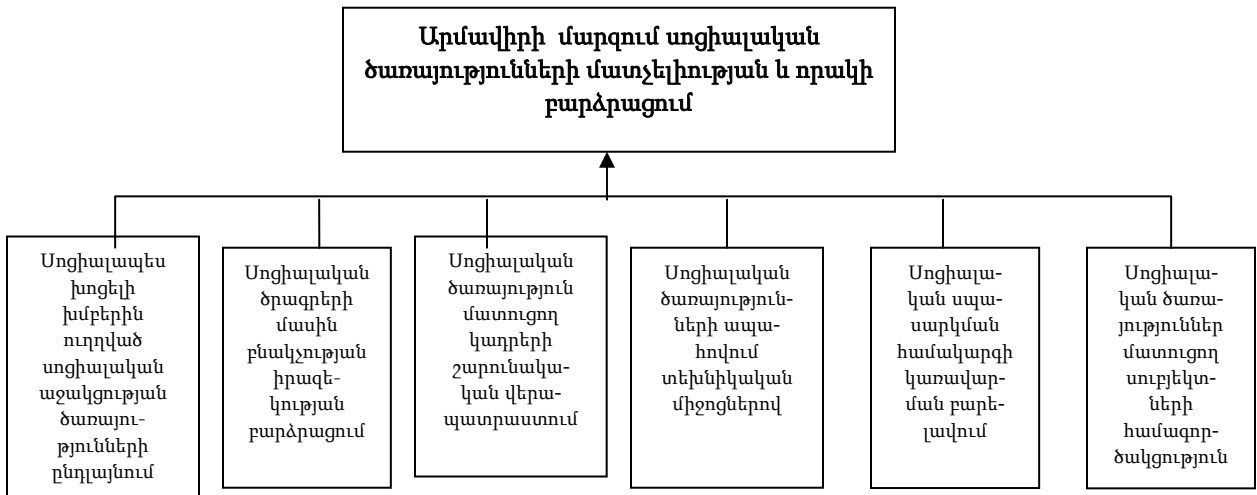 Արմավիրի մարզում սոցիալական
ծառայությունների մատչելիության և որակի
բարձրացում
Սոցիալապես
խոցելի
խմբերին
ուղղված
սոցիալական
աջակցության
ծառայու-
թյունների
ընդլայնում
Սոցիալական
ծրագրերի
մասին
բնակչության
իրազե-
կության
բարձրացում
Սոցիալական
ծառայություն
մատուցող
կադրերի
շարունակա-
կան վերա-
պատրաստում
Սոցիալական
ծառայություն-
ների ապա-
հովում
տեխնիկական
միջոցներով
Սոցիալա-
կան սպա-
սարկման
համակարգի
կառավար-
ման բարե-
լավում
Սոցիալա-
կան ծառա-
յություններ
մատուցող
սուբյեկտ-
ների
համագոր-
ծակցություն